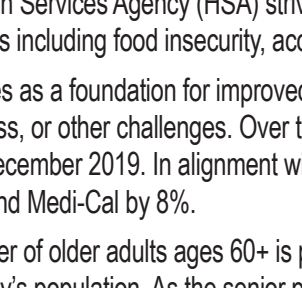 n Services Agency (HSA) striv
s including food insecurity, acc
es as a foundation for improved
ss, or other challenges. Over t
ecember 2019. In alignment w
nd Medi-Cal by 8%.
er of older adults ages 60+ is p
y's population. As the senior p